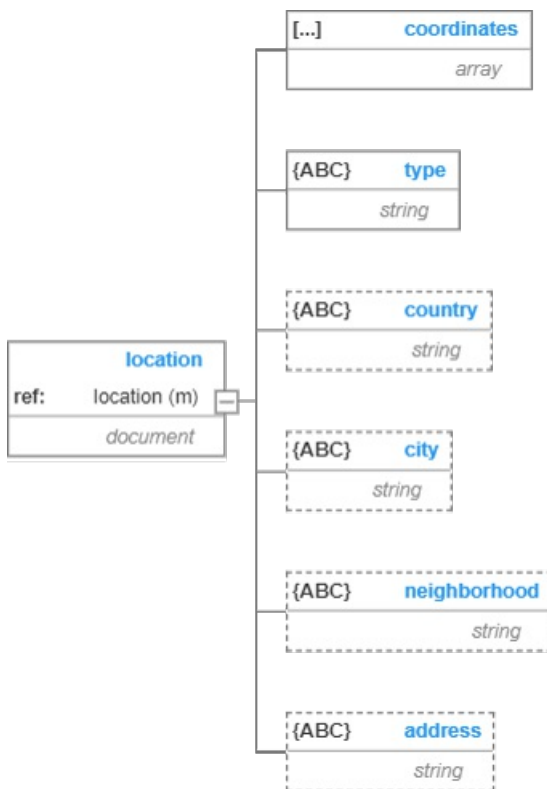 [...] coordinates
array
{ABC} type
string
{ABC} country
string
location
ref: location (m)
document
{ABC} city
string
{ABC} neighborhood
string
{ABC} address
string